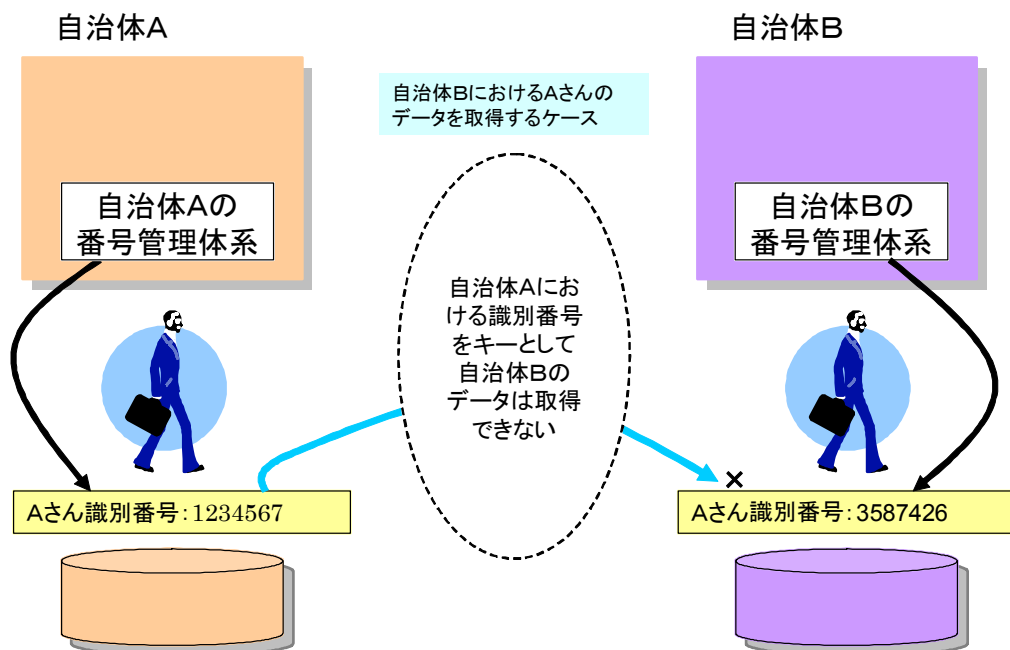 自治体A
自治体B
自治体BにおけるAさんの
データを取得するケース
自治体Aの
番号管理体系
自治体Bの
番号管理体系
自治体Aにお
ける識別番号
をキーとして
自治体Bの
データは取得
できない
×
Aさん識別番号：1234567
Aさん識別番号：3587426